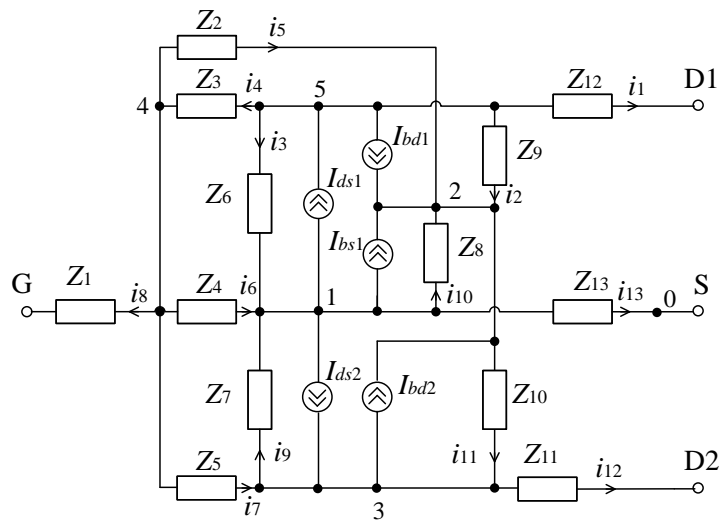 Z2 i5
Z3 i4 5 Z12 i1 D1
4
i3 Ibd1 Z9
Z6 Ids1 2 i2
Ibs1 Z8
G Z1 i8 Z4 i6 1 i10 Z13 i13 0 S
Z7 Ids2 Ibd2 Z10
i9 i11
Z5 i7 3 Z11 i12 D2